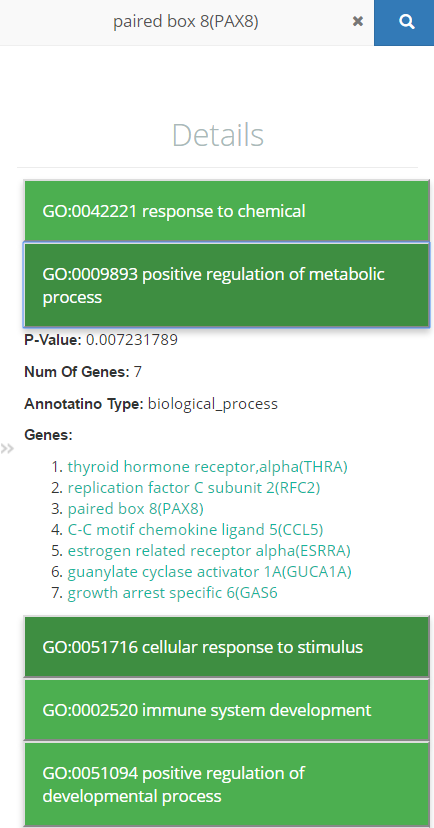 paired box 8(PAX8)
Details
GO:0042221 response to chemical
GO:0009893 positive regulation of metabolic
process
P-Value: 0.007231789
Num Of Genes: 7
Annotatino Type: biological_process
Genes:
1. thyroid hormone receptor,alpha(THRA)
2. replication factor C subunit 2(RFC2)
3. paired box 8(PAX8)
4. C-C motif chemokine ligand 5(CCL5)
5. estrogen related receptor alpha(ESRRA)
6. guanylate cyclase activator 1A(GUCA1A)
7. growth arrest specific 6(GAS6
GO:0051716 cellular response to stimulus
GO:0002520 immune system development
GO:0051094 positive regulation of
developmental process